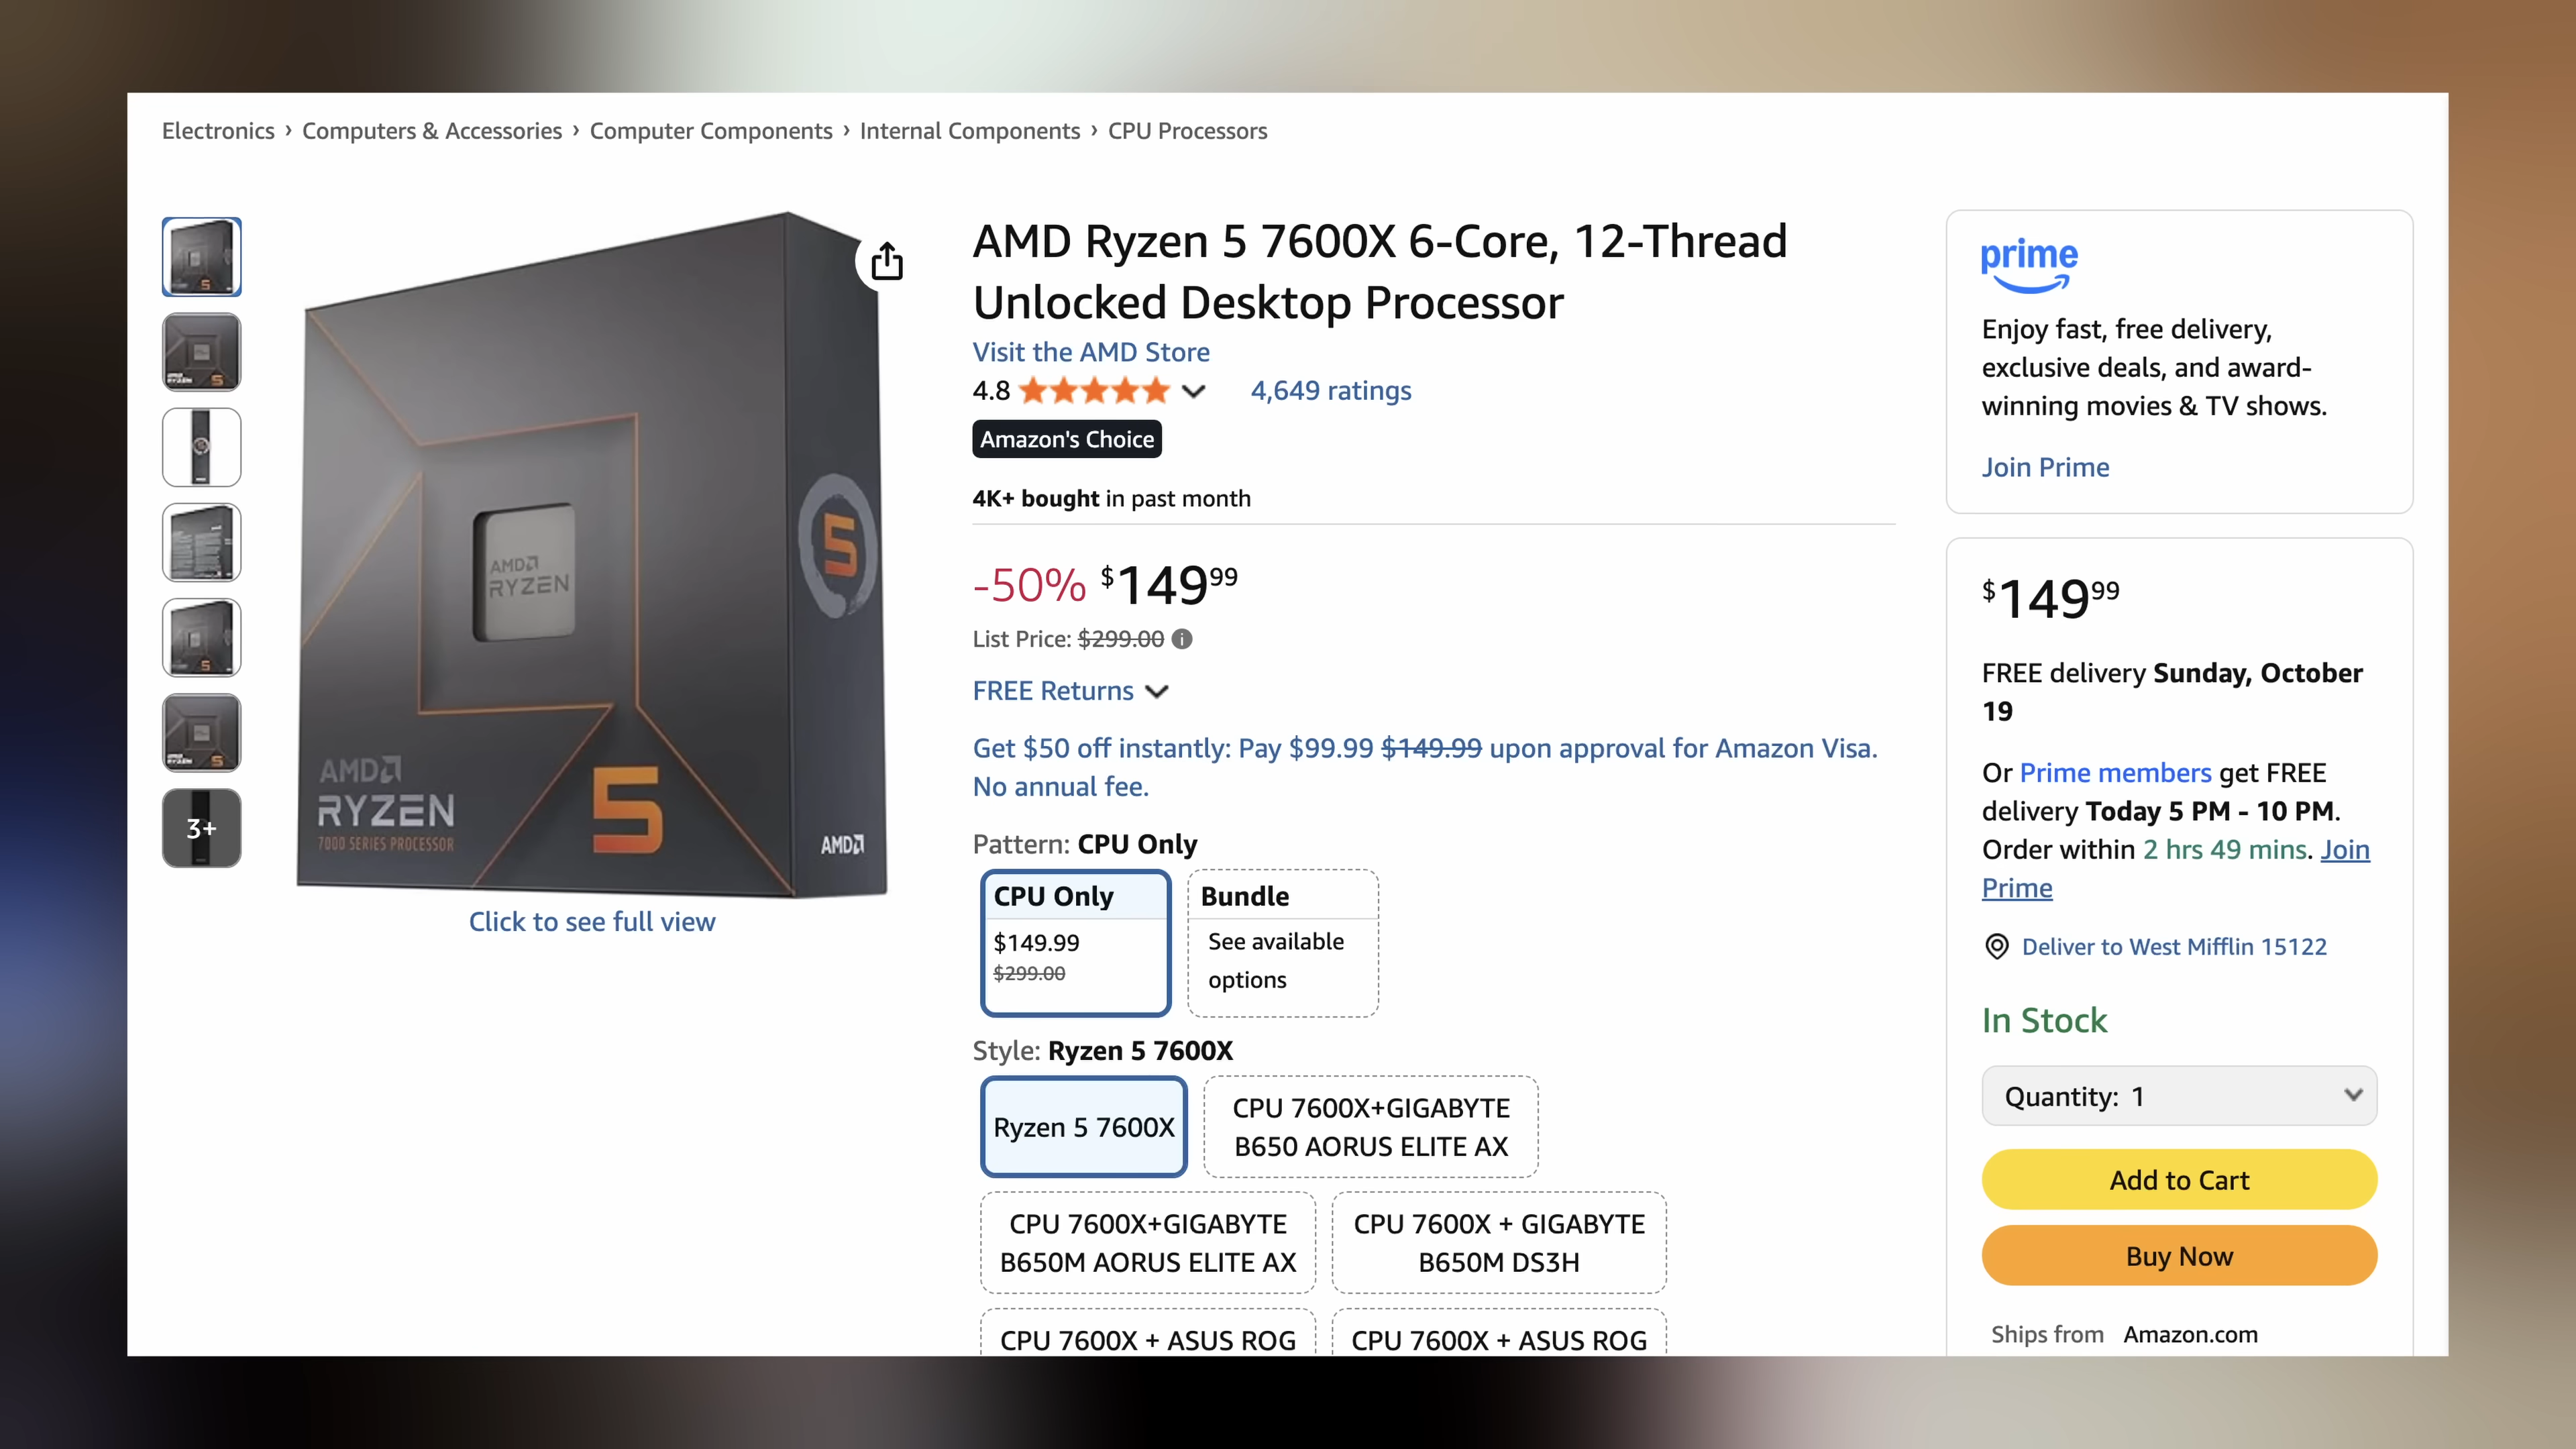 Electronics › Computers & Accessories › Computer Components › Internal Components › CPU Processors
AMD Ryzen 5 7600X 6-Core, 12-Thread
Unlocked Desktop Processor
Visit the AMD Store
4.8 4,649 ratings
Amazon's Choice
4K+ bought in past month
-50% $149.99
List Price: $299.00
FREE Returns
Get $50 off instantly: Pay $99.99 $149.99 upon approval for Amazon Visa.
No annual fee.
Pattern: CPU Only
CPU Only
$149.99
$299.00
Bundle
See available
options
Style: Ryzen 5 7600X
Ryzen 5 7600X
CPU 7600X+GIGABYTE
B650 AORUS ELITE AX
CPU 7600X+GIGABYTE
B650M AORUS ELITE AX
CPU 7600X + GIGABYTE
B650M DS3H
CPU 7600X + ASUS ROG
CPU 7600X + ASUS ROG
AMD
RYZEN
5
AMD
RYZEN
7000 SERIES PROCESSOR
5
AMD
3+
Click to see full view
prime
Enjoy fast, free delivery,
exclusive deals, and award-
winning movies & TV shows.
Join Prime
$149.99
FREE delivery Sunday, October
19
Or Prime members get FREE
delivery Today 5 PM - 10 PM.
Order within 2 hrs 49 mins. Join
Prime
Deliver to West Mifflin 15122
In Stock
Quantity: 1
Add to Cart
Buy Now
Ships from Amazon.com